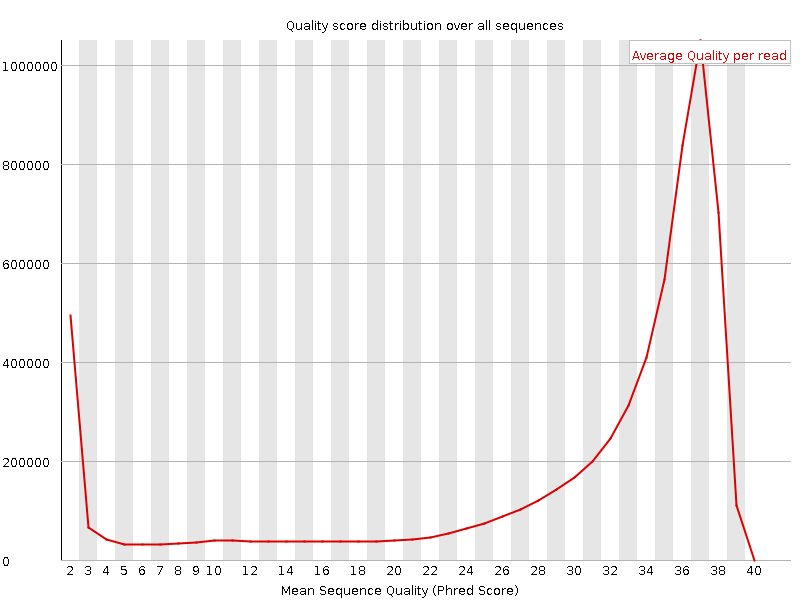 Quality score distribution over all sequences
Average Quality per read
1000000
800000
600000
400000
200000
0
2 3 4 5 6 7 8 9 10 12 14 16 18 20 22 24 26 28 30 32 34 36 38 40
Mean Sequence Quality (Phred Score)